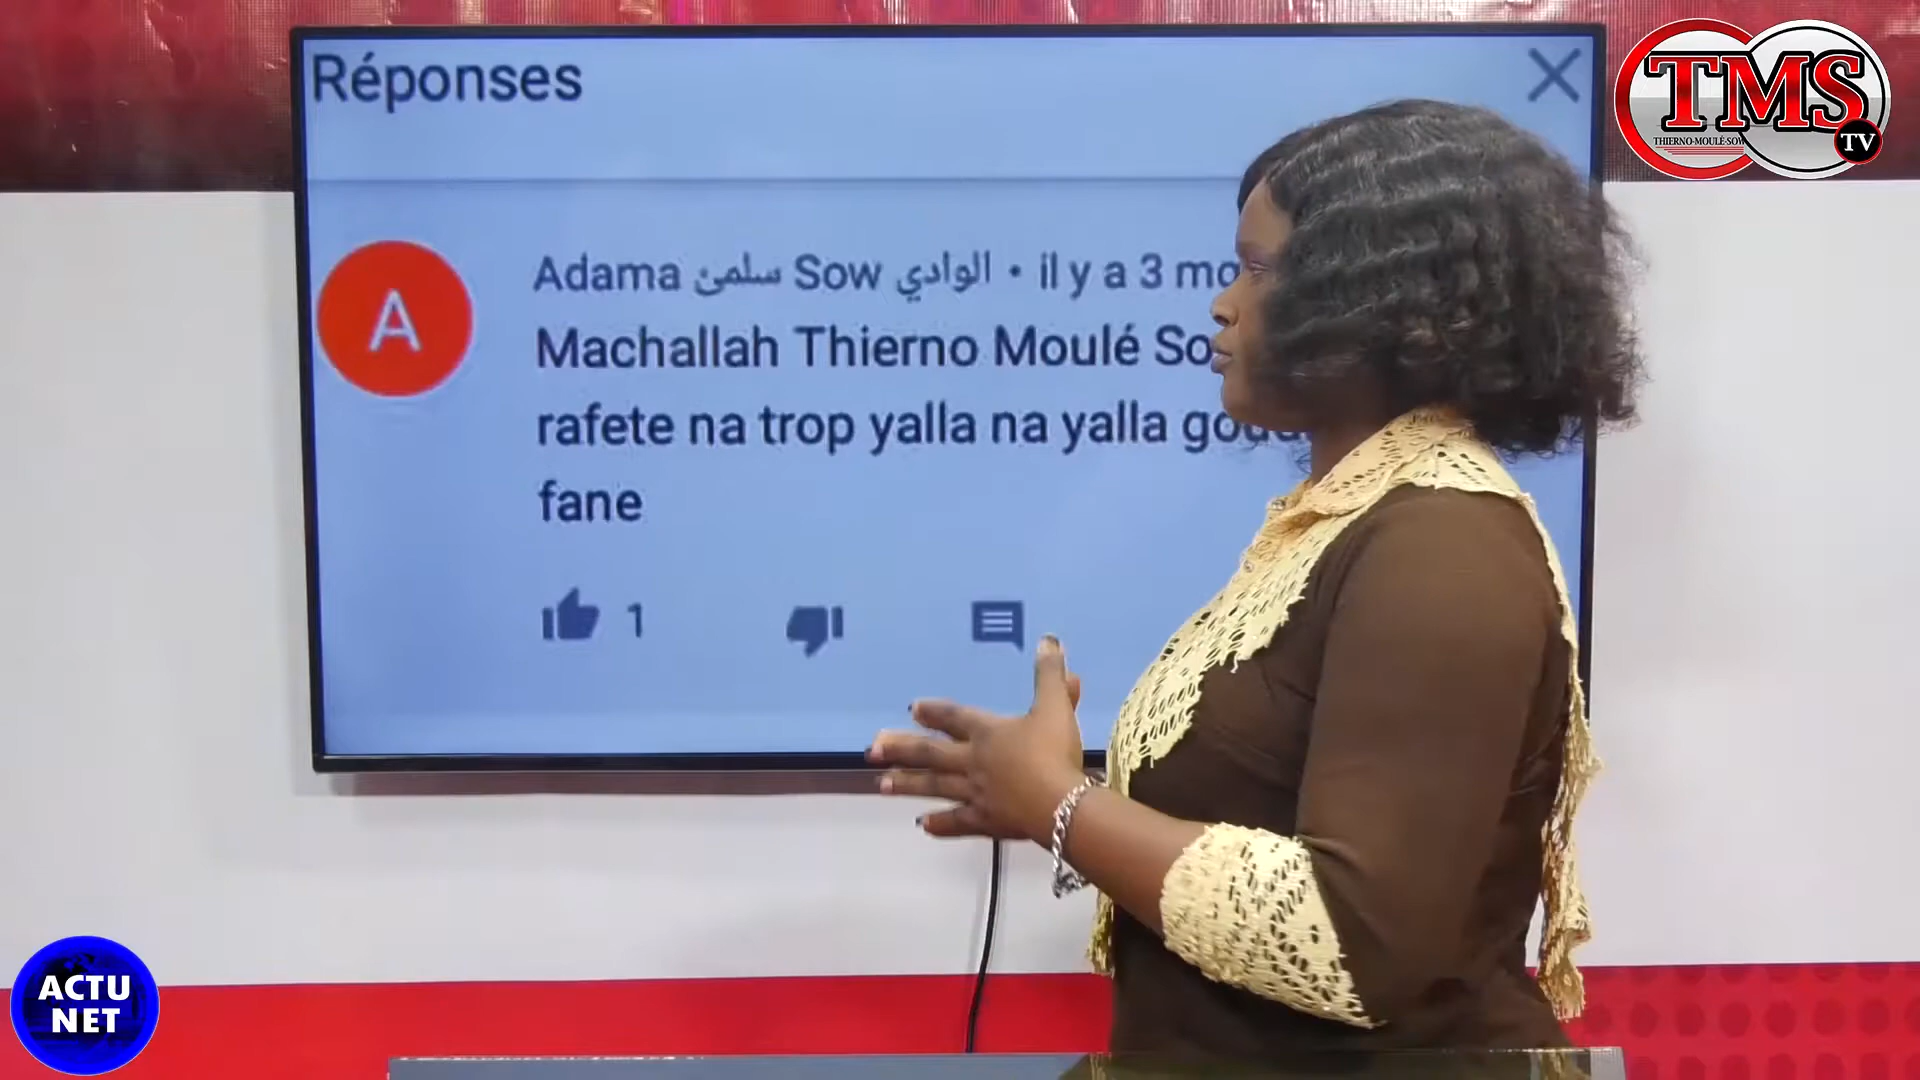 Réponses
TMS
THIERNO-MOULÉ-SOW
TV
A
Adama سلمى Sow الوادي • il y a 3
Machallah Thierno Moulé
rafete na trop yalla na yalla
fane
1
ACTU
NET